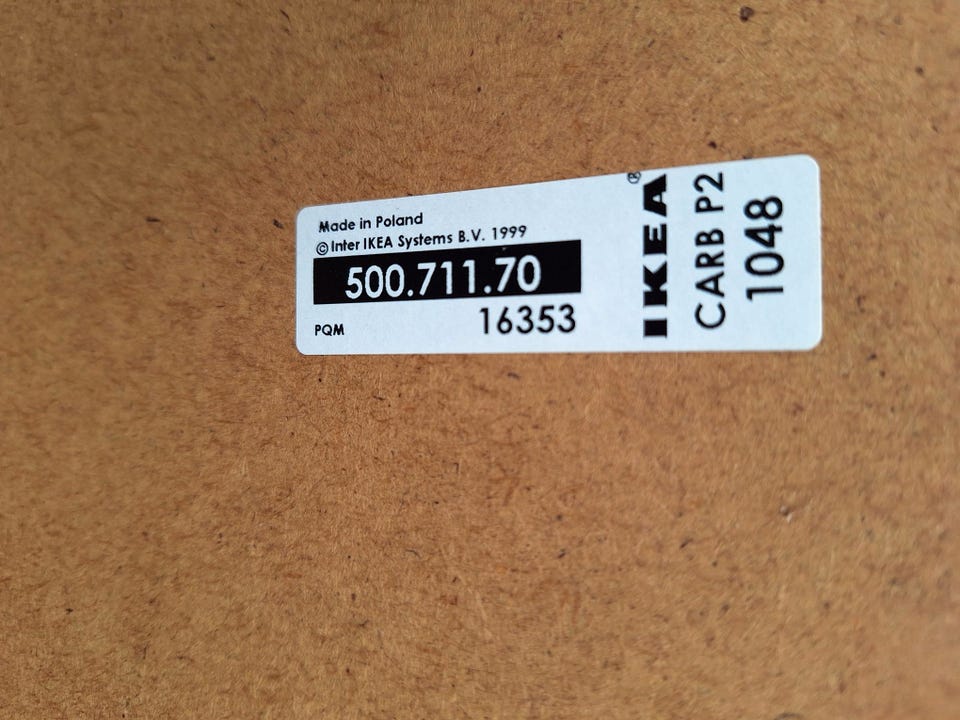 Made in Poland
© Inter IKEA Systems B.V. 1999
500.711.70
PQM 16353
IKEA®
CARB P2
1048